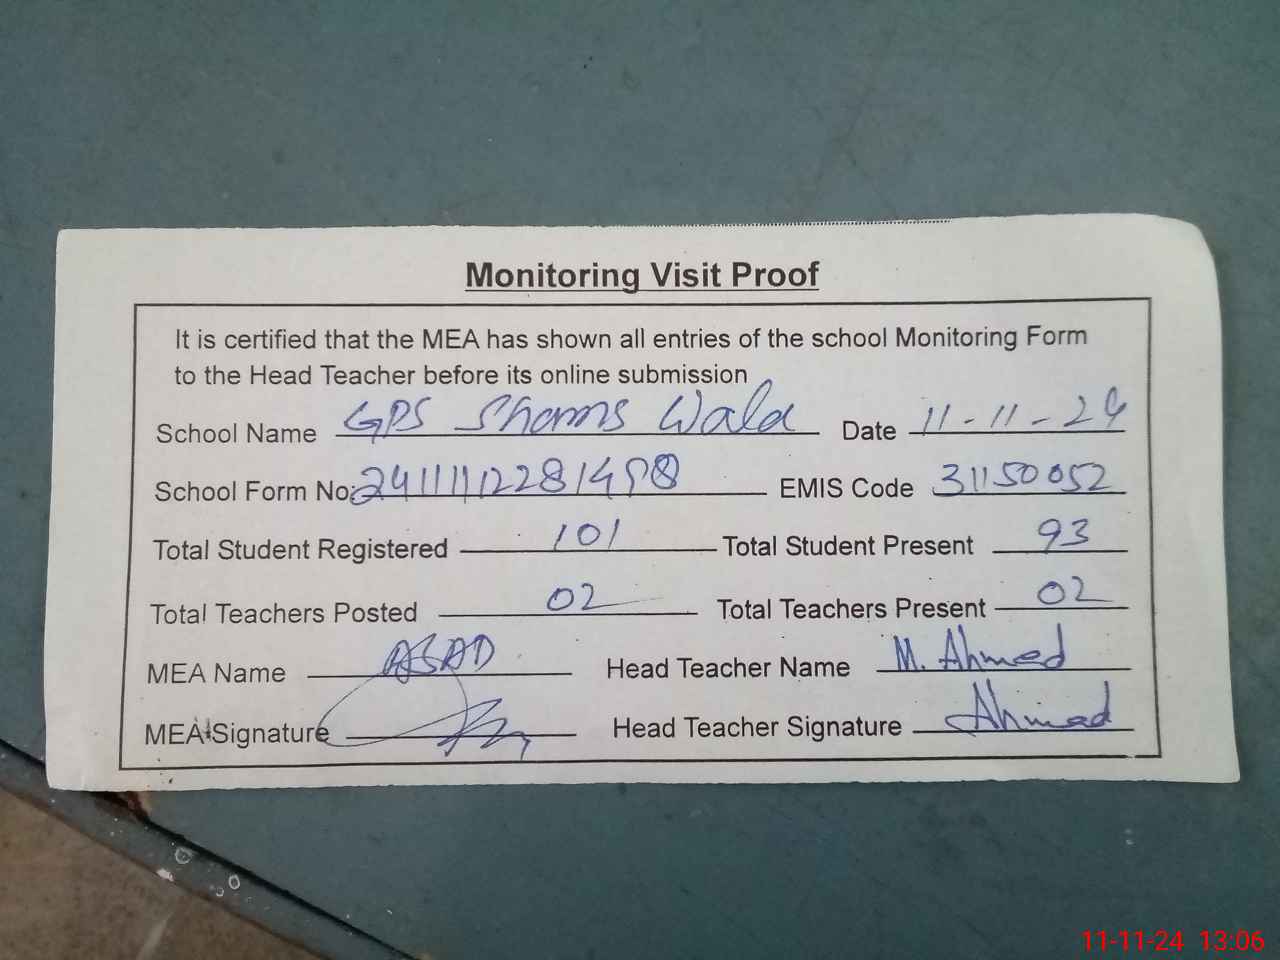 Monitoring Visit Proof
It is certified that the MEA has shown all entries of the school Monitoring Form
to the Head Teacher before its online submission
School Name GPS Shams Wala Date 11-11-24
School Form No: EMIS Code 31150052
Total Student Registered 101 Total Student Present 93
Total Teachers Posted 02 Total Teachers Present 02
MEA Name ASAD Head Teacher Name M. Ahmed
MEA Signature Head Teacher Signature Ahmad
11-11-24 13:06